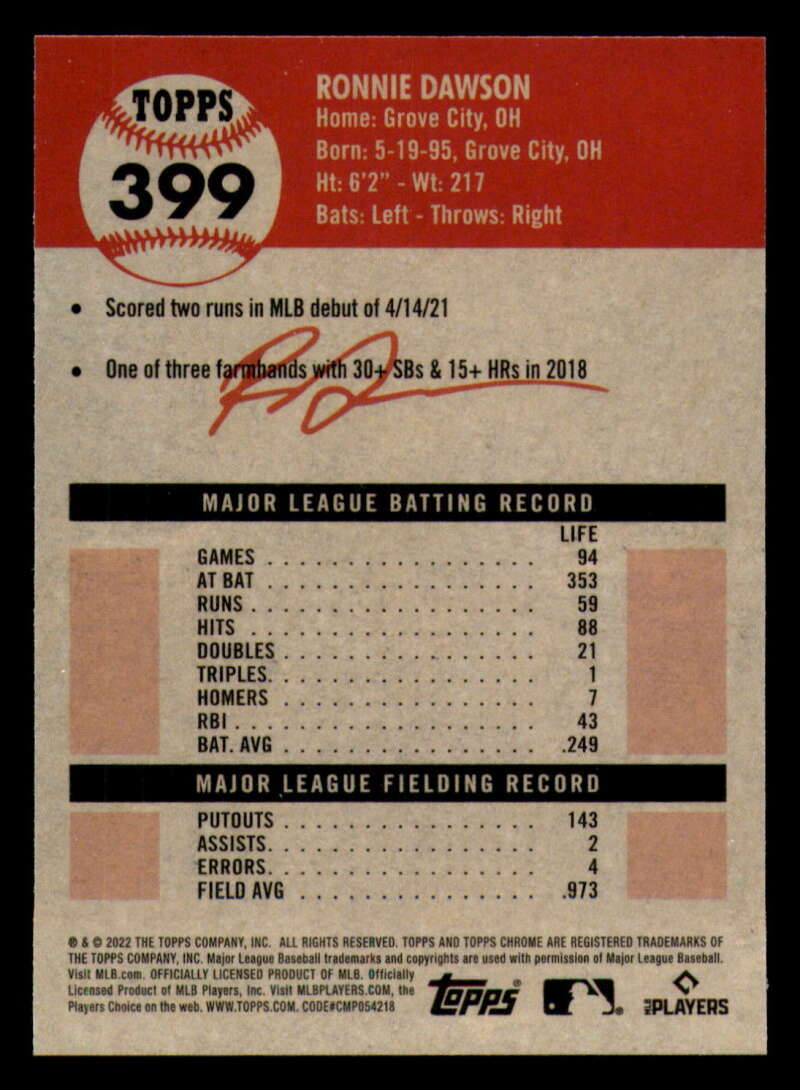 TOPPS
399
RONNIE DAWSON
Home: Grove City, OH
Born: 5-19-95, Grove City, OH
Ht: 6'2" - Wt: 217
Bats: Left - Throws: Right
• Scored two runs in MLB debut of 4/14/21
• One of three farmhands with 30+ SBs & 15+ HRs in 2018
MAJOR LEAGUE BATTING RECORD
LIFE
GAMES . . . . . . . . . . . . . . . . . 94
AT BAT . . . . . . . . . . . . . . . . . 353
RUNS . . . . . . . . . . . . . . . . . . 59
HITS . . . . . . . . . . . . . . . . . . 88
DOUBLES . . . . . . . . . . . . . . . . 21
TRIPLES. . . . . . . . . . . . . . . . . 1
HOMERS . . . . . . . . . . . . . . . . 7
RBI . . . . . . . . . . . . . . . . . . . 43
BAT. AVG . . . . . . . . . . . . . . . . .249
MAJOR LEAGUE FIELDING RECORD
PUTOUTS . . . . . . . . . . . . . . . . 143
ASSISTS. . . . . . . . . . . . . . . . . 2
ERRORS. . . . . . . . . . . . . . . . . 4
FIELD AVG . . . . . . . . . . . . . . . .973
® & © 2022 THE TOPPS COMPANY, INC. ALL RIGHTS RESERVED. TOPPS AND TOPPS CHROME ARE REGISTERED TRADEMARKS OF
THE TOPPS COMPANY, INC. Major League Baseball trademarks and copyrights are used with permission of Major League Baseball.
Visit MLB.com. OFFICIALLY LICENSED PRODUCT OF MLB. Officially
Licensed Product of MLB Players, Inc. Visit MLBPLAYERS.COM, the
Players Choice on the web. WWW.TOPPS.COM. CODE#CMP054218
Topps®
MLB PLAYERS